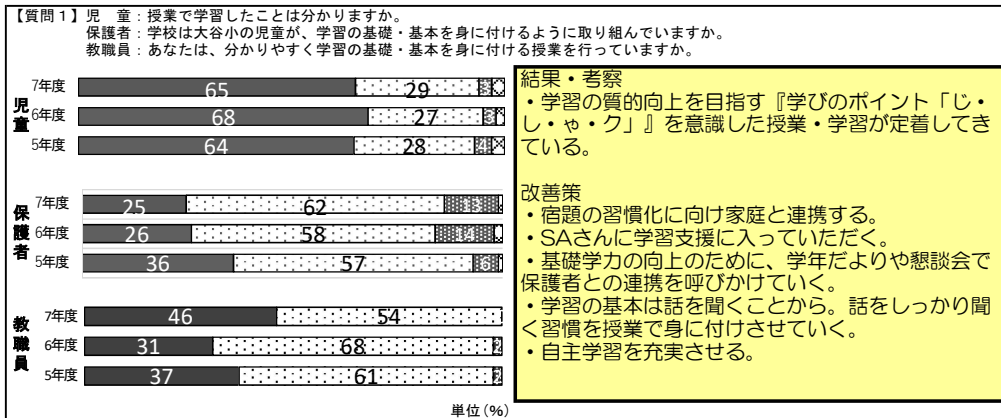 【質問１】児　童：授業で学習したことは分かりますか。
保護者：学校は大谷小の児童が、学習の基礎・基本を身に付けるように取り組んでいますか。
教職員：あなたは、分かりやすく学習の基礎・基本を身に付ける授業を行っていますか。
児童
7年度 65 29 3
6年度 68 27 3
5年度 64 28 4
保護者
7年度 25 62 13
6年度 26 58 14
5年度 36 57 6
教職員
7年度 46 54
6年度 31 68 2
5年度 37 61 2
単位（%）
結果・考察
・学習の質的向上を目指す『学びのポイント「じ・
し・ゃ・ク」』を意識した授業・学習が定着してき
ている。
改善策
・宿題の習慣化に向け家庭と連携する。
・SAさんに学習支援に入っていただく。
・基礎学力の向上のために、学年だよりや懇談会で
保護者との連携を呼びかけていく。
・学習の基本は話を聞くことから。話をしっかり聞
く習慣を授業で身に付けさせていく。
・自主学習を充実させる。